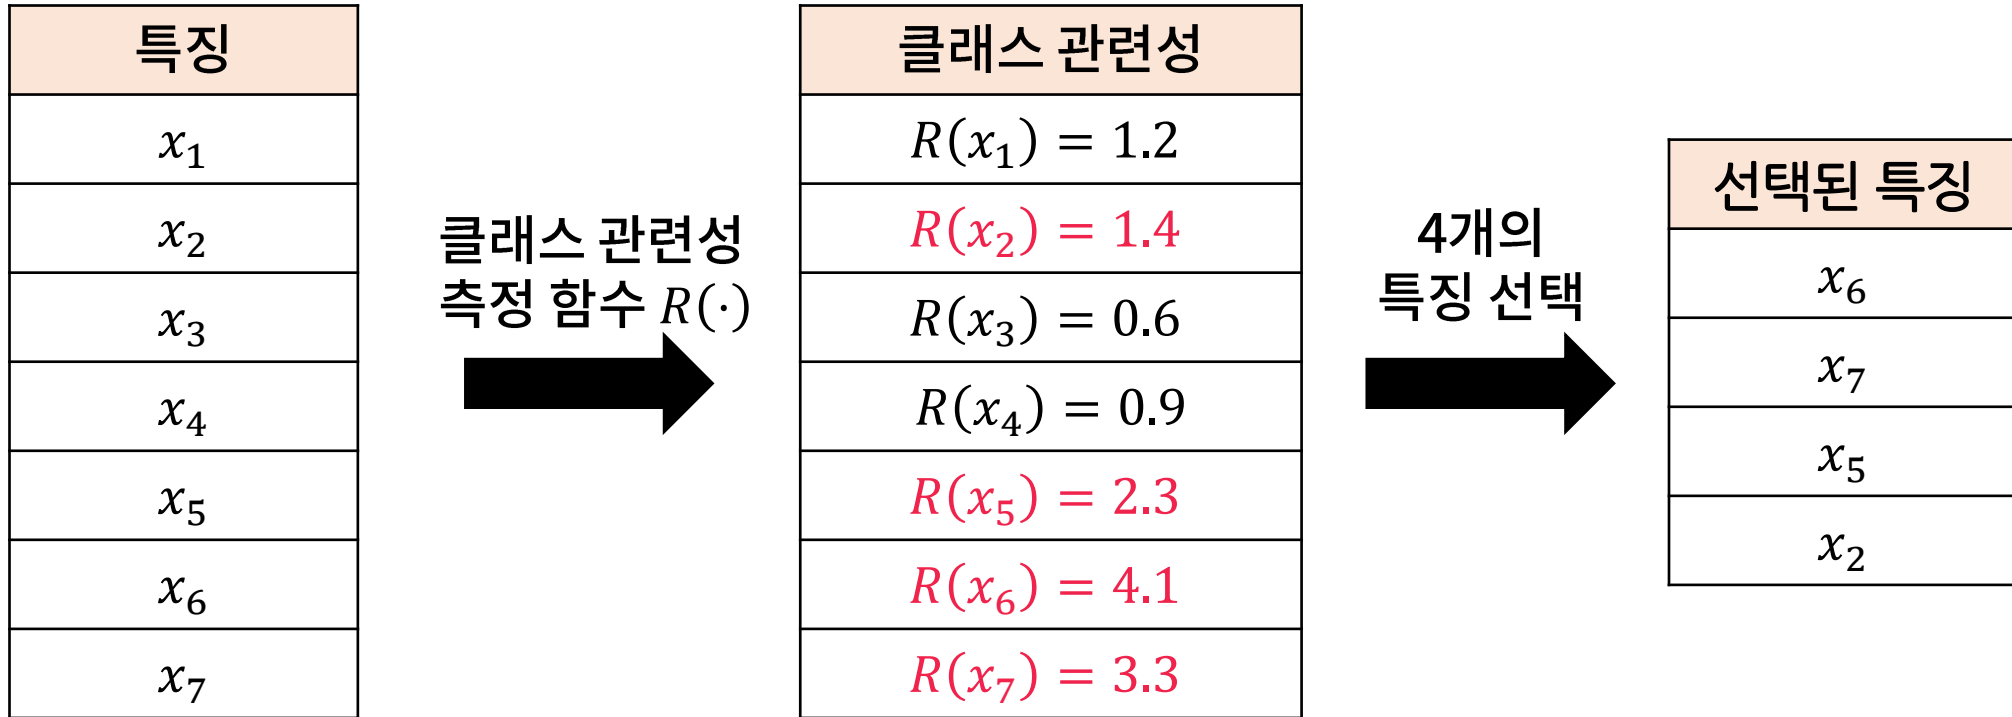 특징
x₁
x₂
x₃
x₄
x₅
x₆
x₇
클래스 관련성
측정 함수 R(·)
클래스 관련성
R(x₁) = 1.2
R(x₂) = 1.4
R(x₃) = 0.6
R(x₄) = 0.9
R(x₅) = 2.3
R(x₆) = 4.1
R(x₇) = 3.3
4개의
특징 선택
선택된 특징
x₆
x₇
x₅
x₂